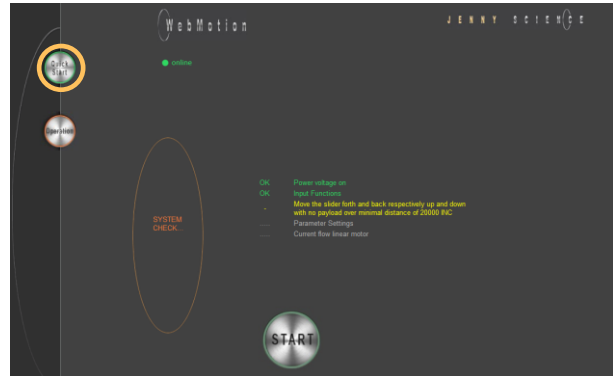 WebMotion
JENNY SCIENCE
Quick
Start
online
Operation
OK Power voltage on
OK Input Functions
- Move the slider forth and back respectively up and down
with no payload over minimal distance of 20000 INC
.... Parameter Settings
.... Current flow linear motor
SYSTEM
CHECK...
START